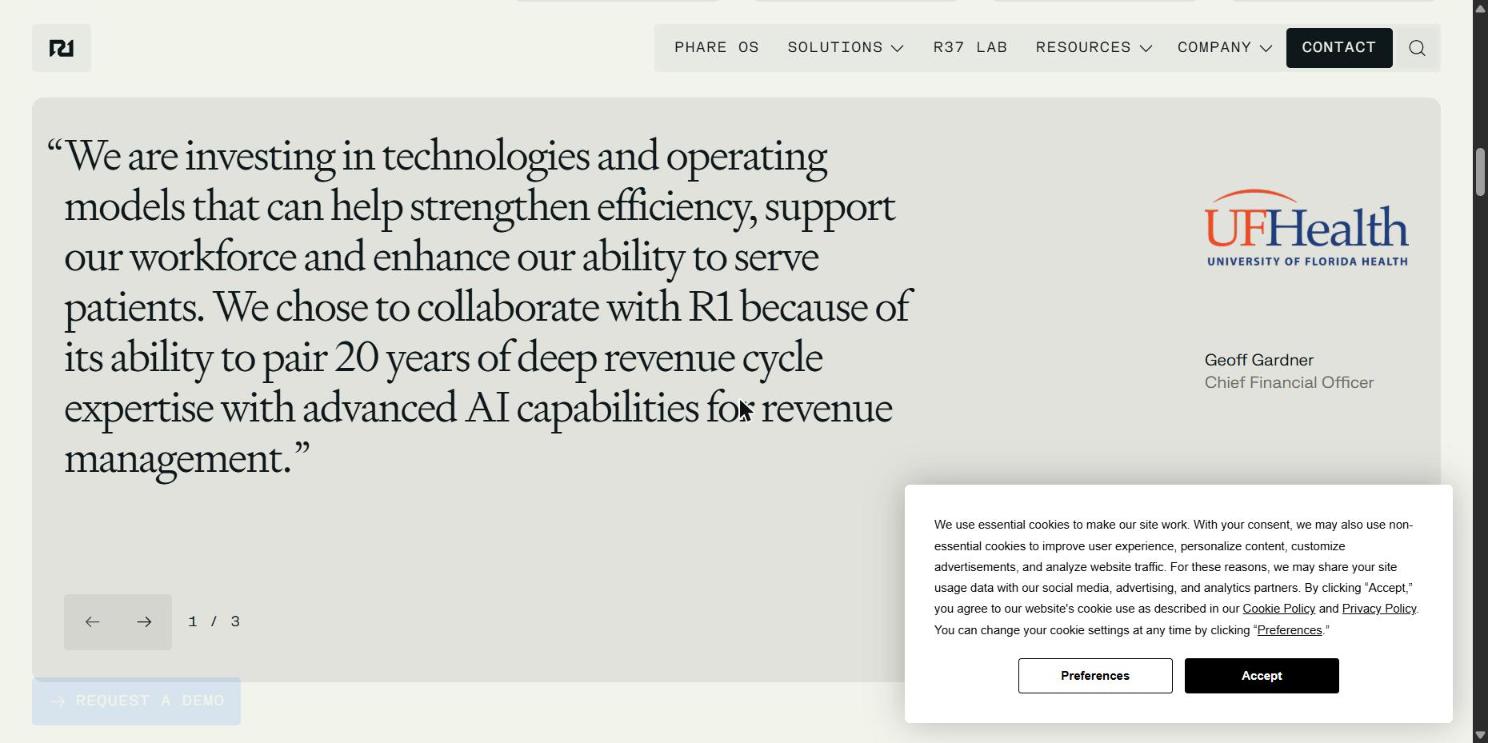 R1
PHARE OS
SOLUTIONS
R37 LAB
RESOURCES
COMPANY
CONTACT
“We are investing in technologies and operating
models that can help strengthen efficiency, support
our workforce and enhance our ability to serve
patients. We chose to collaborate with R1 because of
its ability to pair 20 years of deep revenue cycle
expertise with advanced AI capabilities for revenue
management.”
UFHealth
UNIVERSITY OF FLORIDA HEALTH
Geoff Gardner
Chief Financial Officer
1 / 3
REQUEST A DEMO
We use essential cookies to make our site work. With your consent, we may also use non-
essential cookies to improve user experience, personalize content, customize
advertisements, and analyze website traffic. For these reasons, we may share your site
usage data with our social media, advertising, and analytics partners. By clicking “Accept,”
you agree to our website's cookie use as described in our Cookie Policy and Privacy Policy.
You can change your cookie settings at any time by clicking “Preferences.”
Preferences
Accept